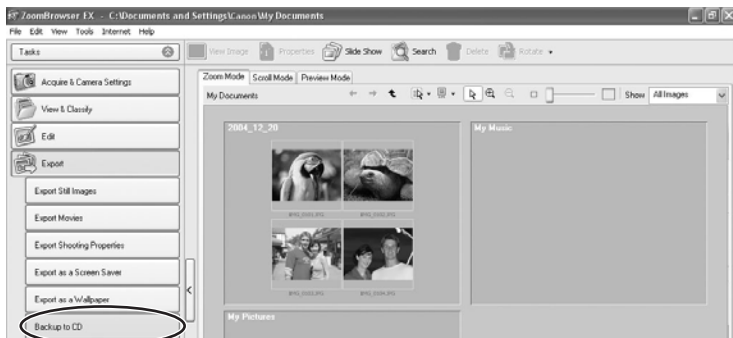 ZoomBrowser EX - C:\Documents and Settings\Canon\My Documents
File Edit View Tools Internet Help
Tasks
View Image Properties Slide Show Search Delete Rotate
Acquire & Camera Settings
Zoom Mode Scroll Mode Preview Mode
My Documents
Show All Images
View & Classify
2004_12_20
My Music
Edit
Export
Export Still Images
Export Movies
Export Shooting Properties
Export as a Screen Saver
Export as a Wallpaper
Backup to CD
My Pictures